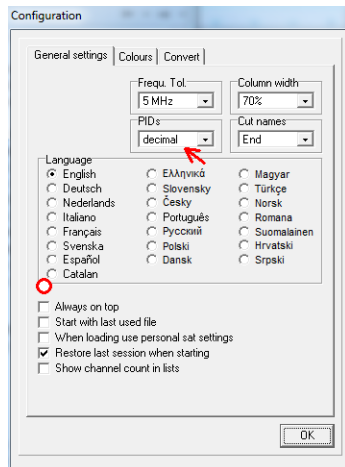 Configuration
General settings
Colours
Convert
Frequ. Tol.
Column width
5 MHz
70%
PIDs
Cut names
decimal
End
Language
English
Deutsch
Nederlands
Italiano
Français
Svenska
Español
Catalan
Ελληνικά
Slovensky
Česky
Português
Русский
Polski
Dansk
Magyar
Türkçe
Norsk
Romana
Suomalainen
Hrvatski
Srpski
Always on top
Start with last used file
When loading use personal sat settings
Restore last session when starting
Show channel count in lists
OK